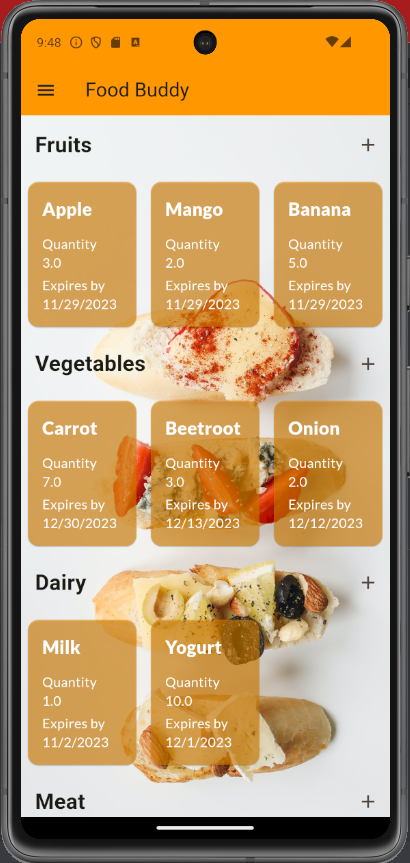 9:48
Food Buddy
Fruits +
Apple Mango Banana
Quantity Quantity Quantity
3.0 2.0 5.0
Expires by Expires by Expires by
11/29/2023 11/29/2023 11/29/2023
Vegetables +
Carrot Beetroot Onion
Quantity Quantity Quantity
7.0 3.0 2.0
Expires by Expires by Expires by
12/30/2023 12/13/2023 12/12/2023
Dairy +
Milk Yogurt
Quantity Quantity
1.0 10.0
Expires by Expires by
11/2/2023 12/1/2023
Meat +